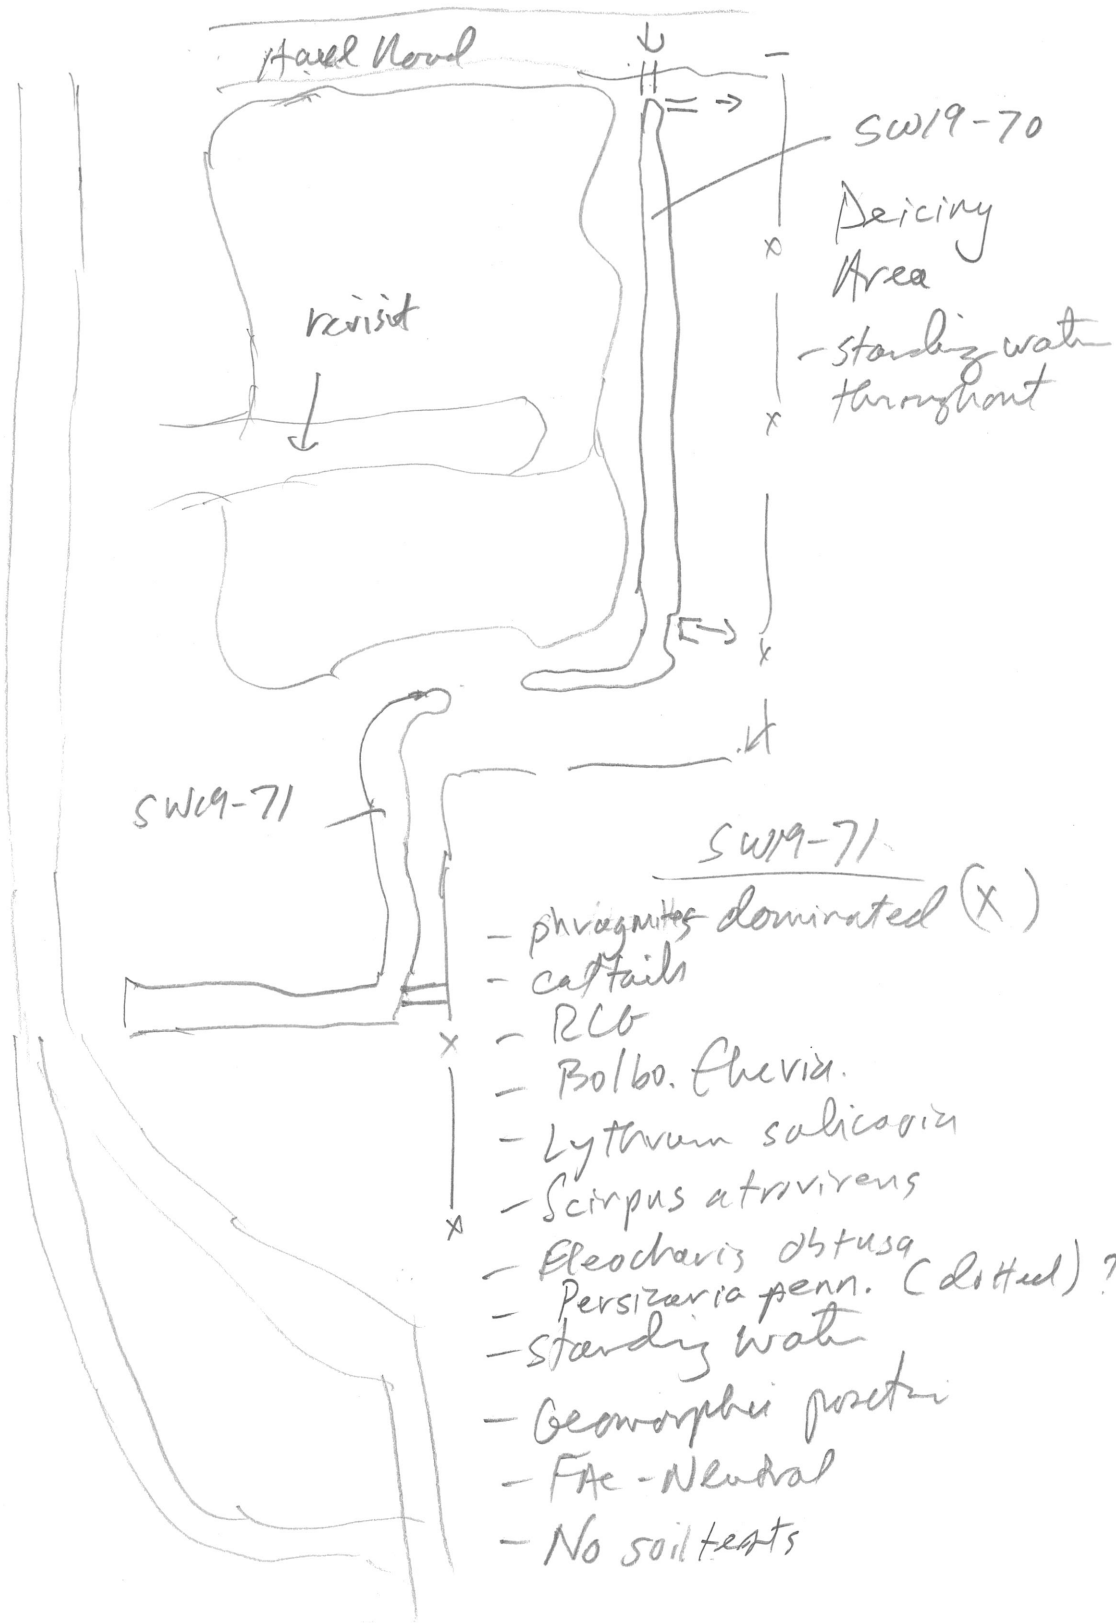 Road
SW19-70
Deicing
Area
- standing water
throughout
revisit
SW19-71
SW19-71
- phragmites dominated (X)
- cattails
- RCG
- Bolbo. fluvia.
- Lythrum salicaria
- Scirpus atrovirens
- Eleocharis obtusa
- Persicaria penn. (dotted) ?
- standing water
- Geomorphic position
- FAC-Neutral
- No soil tests